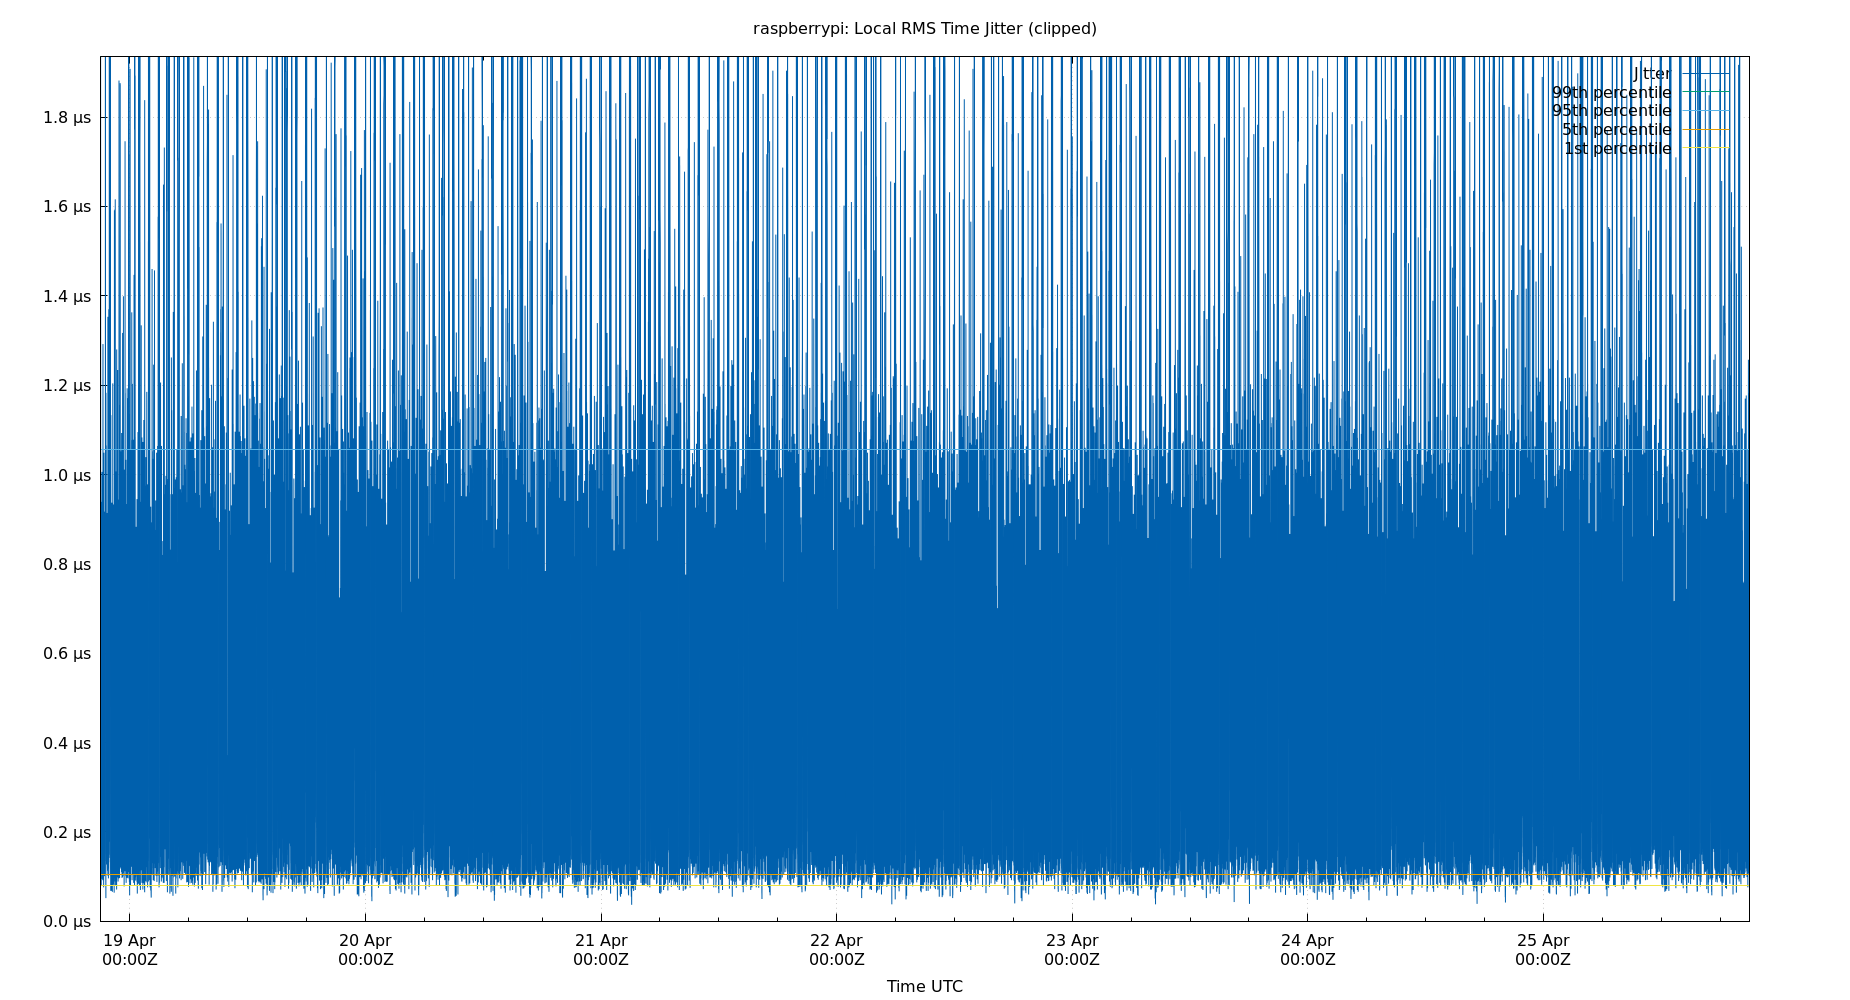 raspberrypi: Local RMS Time Jitter (clipped)
Jitter
99th percentile
95th percentile
5th percentile
1st percentile
1.8 μs
1.6 μs
1.4 μs
1.2 μs
1.0 μs
0.8 μs
0.6 μs
0.4 μs
0.2 μs
0.0 μs
19 Apr 20 Apr 21 Apr 22 Apr 23 Apr 24 Apr 25 Apr
00:00Z 00:00Z 00:00Z 00:00Z 00:00Z 00:00Z 00:00Z
Time UTC